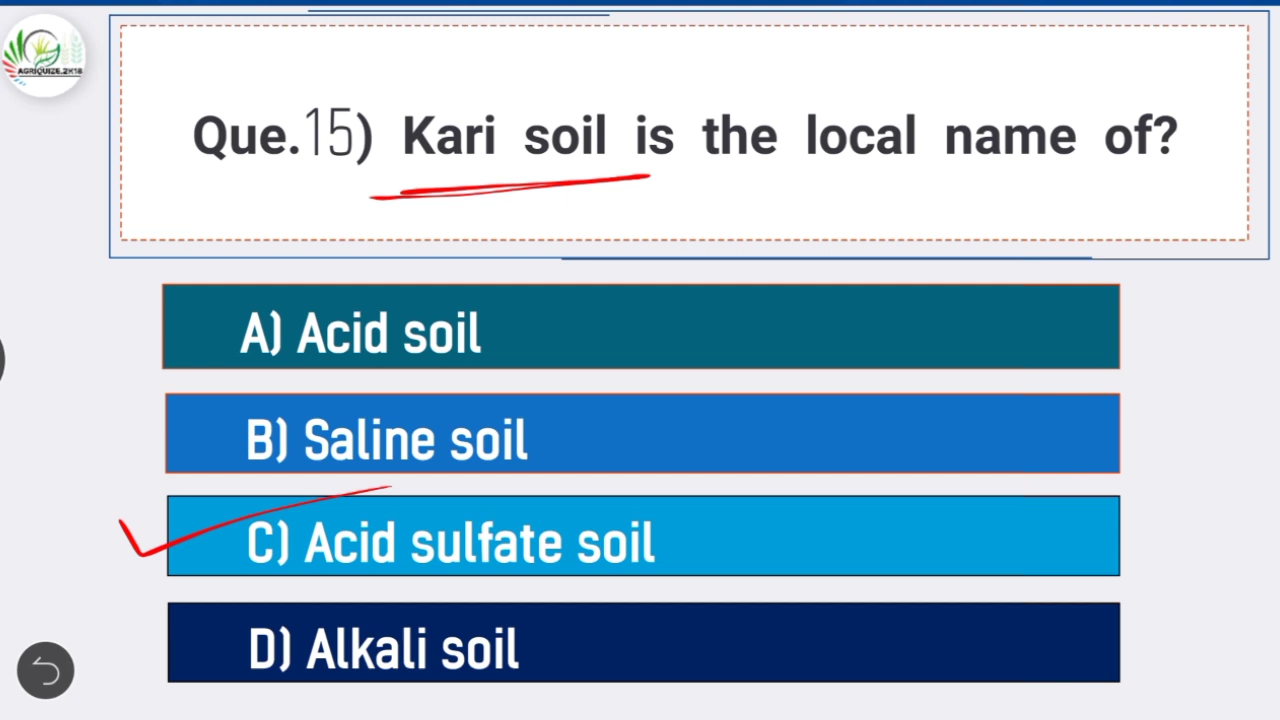 AGRIQUIZE.2K18
Que.15) Kari soil is the local name of?
A) Acid soil
B) Saline soil
C) Acid sulfate soil
D) Alkali soil